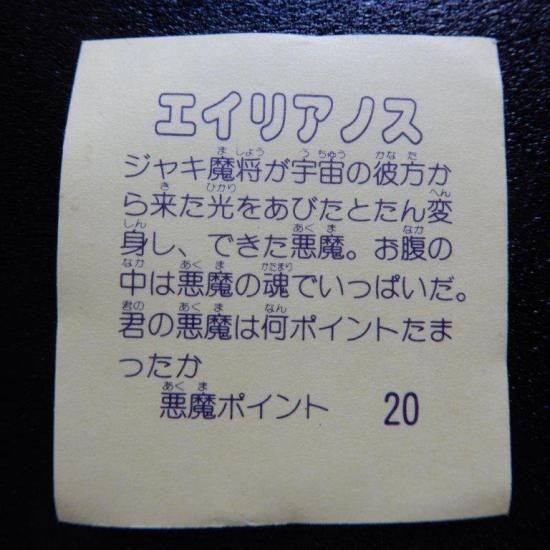 エイリアノス
ジャキ魔将が宇宙の彼方か
ら来た光をあびたとたん変
身し、できた悪魔。お腹の
中は悪魔の魂でいっぱいだ。
君の悪魔は何ポイントたま
ったか
悪魔ポイント 20